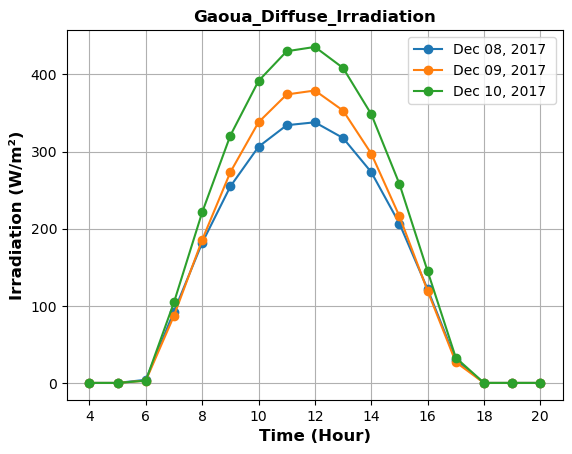 Gaoua_Diffuse_Irradiation
Irradiation (W/m²)
400
300
200
100
0
Dec 08, 2017
Dec 09, 2017
Dec 10, 2017
4 6 8 10 12 14 16 18 20
Time (Hour)